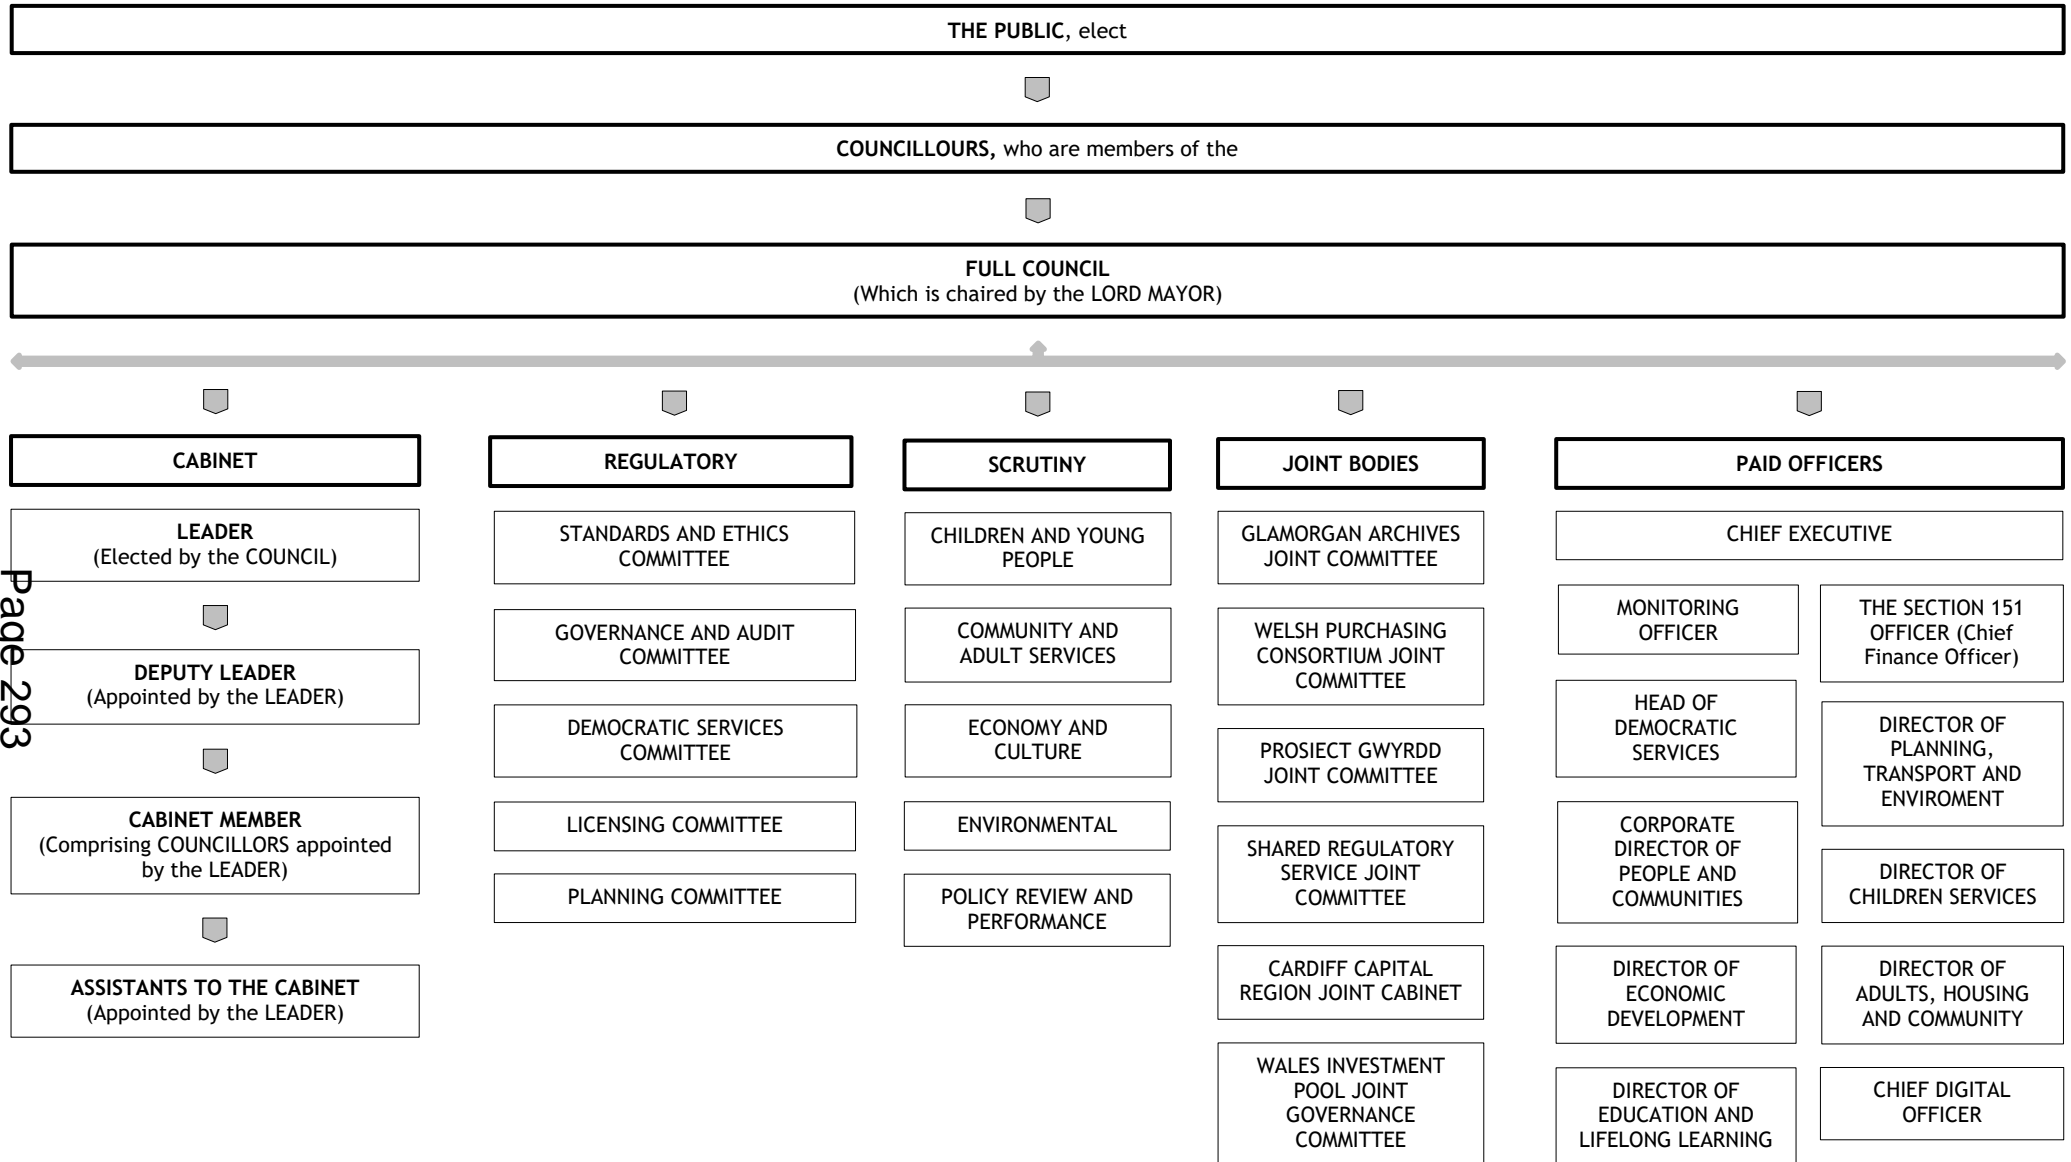 THE PUBLIC, elect
COUNCILLOURS, who are members of the
FULL COUNCIL
(Which is chaired by the LORD MAYOR)
CABINET
LEADER
(Elected by the COUNCIL)
DEPUTY LEADER
(Appointed by the LEADER)
CABINET MEMBER
(Comprising COUNCILLORS appointed
by the LEADER)
ASSISTANTS TO THE CABINET
(Appointed by the LEADER)
REGULATORY
STANDARDS AND ETHICS
COMMITTEE
GOVERNANCE AND AUDIT
COMMITTEE
DEMOCRATIC SERVICES
COMMITTEE
LICENSING COMMITTEE
PLANNING COMMITTEE
SCRUTINY
CHILDREN AND YOUNG
PEOPLE
COMMUNITY AND
ADULT SERVICES
ECONOMY AND
CULTURE
ENVIRONMENTAL
POLICY REVIEW AND
PERFORMANCE
JOINT BODIES
GLAMORGAN ARCHIVES
JOINT COMMITTEE
WELSH PURCHASING
CONSORTIUM JOINT
COMMITTEE
PROSIECT GWYRDD
JOINT COMMITTEE
SHARED REGULATORY
SERVICE JOINT
COMMITTEE
CARDIFF CAPITAL
REGION JOINT CABINET
WALES INVESTMENT
POOL JOINT
GOVERNANCE
COMMITTEE
PAID OFFICERS
CHIEF EXECUTIVE
MONITORING
OFFICER
THE SECTION 151
OFFICER (Chief
Finance Officer)
HEAD OF
DEMOCRATIC
SERVICES
DIRECTOR OF
PLANNING,
TRANSPORT AND
ENVIROMENT
CORPORATE
DIRECTOR OF
PEOPLE AND
COMMUNITIES
DIRECTOR OF
CHILDREN SERVICES
DIRECTOR OF
ECONOMIC
DEVELOPMENT
DIRECTOR OF
ADULTS, HOUSING
AND COMMUNITY
DIRECTOR OF
EDUCATION AND
LIFELONG LEARNING
CHIEF DIGITAL
OFFICER
Page 293